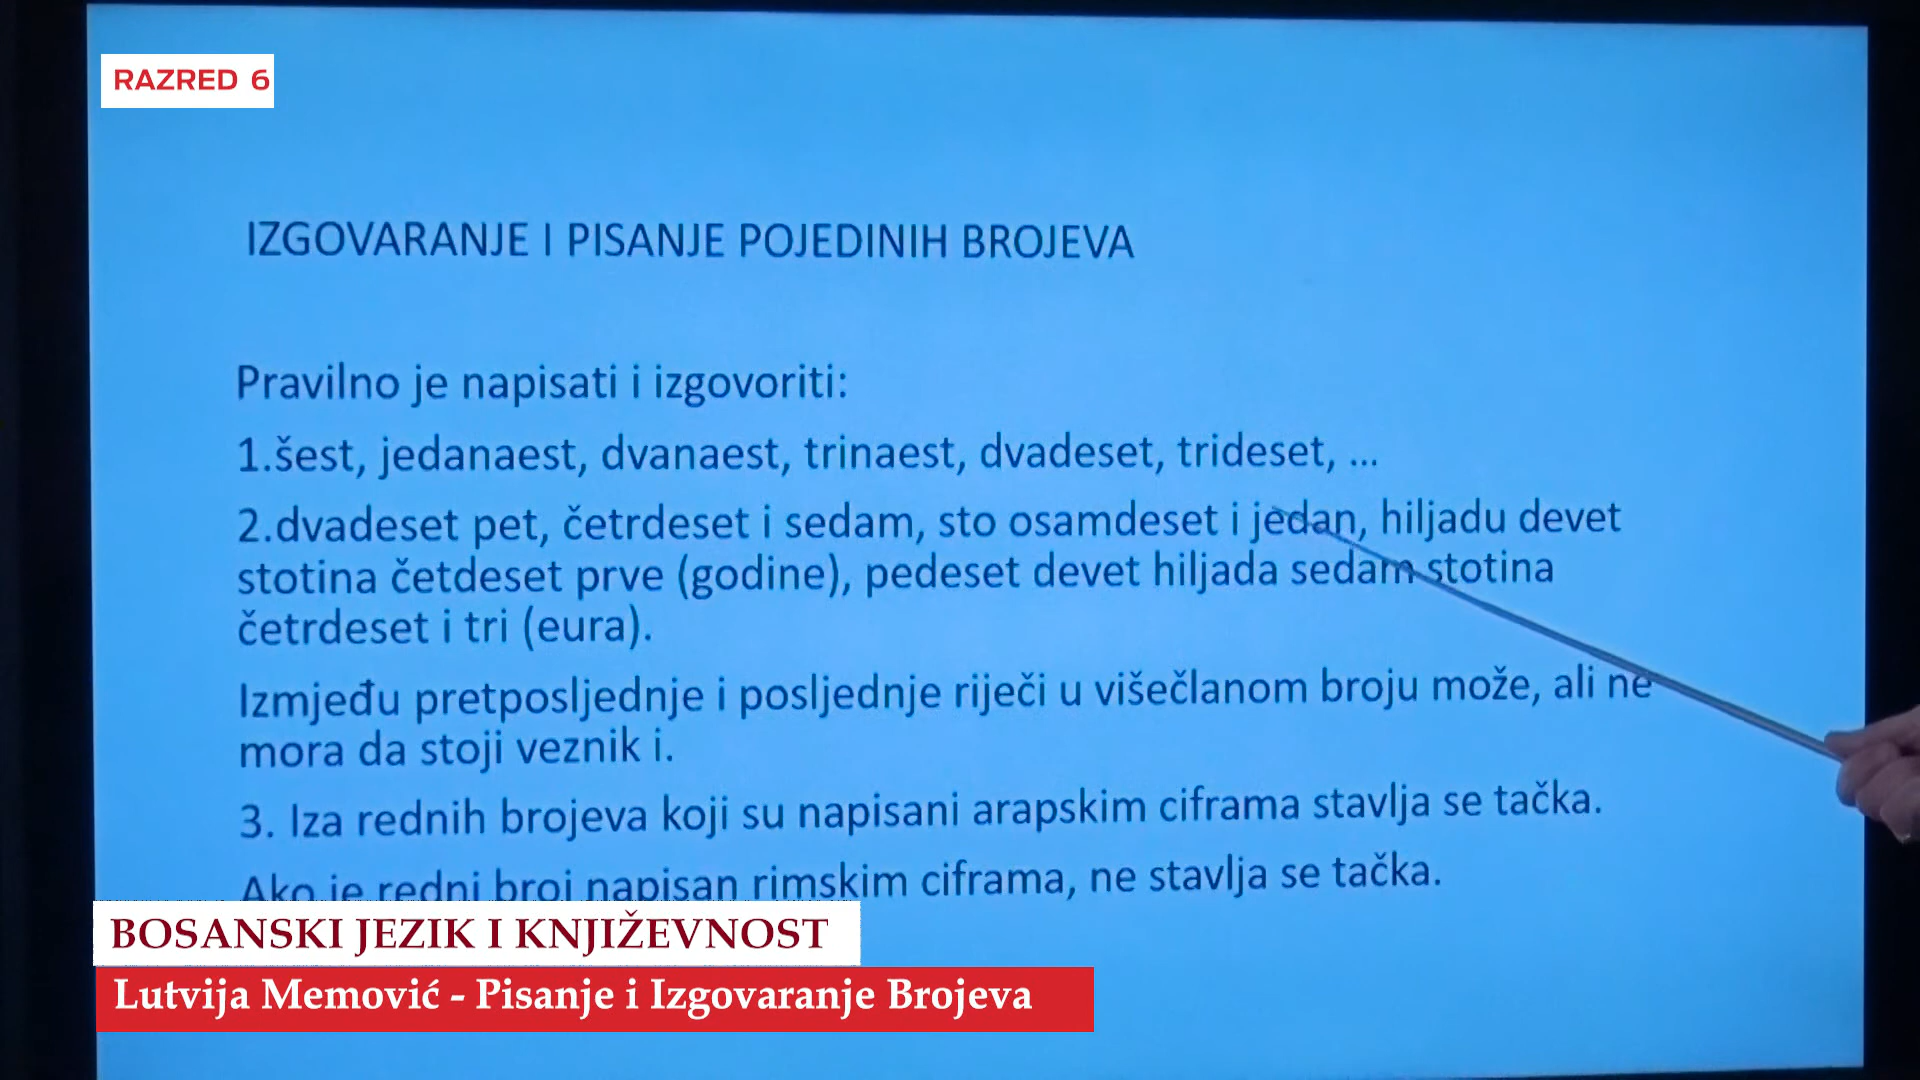 RAZRED 6
IZGOVARANJE I PISANJE POJEDINIH BROJEVA
Pravilno je napisati i izgovoriti:
1.šest, jedanaest, dvanaest, trinaest, dvadeset, trideset, ...
2.dvadeset pet, četrdeset i sedam, sto osamdeset i jedan, hiljadu devet
stotina četdeset prve (godine), pedeset devet hiljada sedam stotina
četrdeset i tri (eura).
Izmjeđu pretposljednje i posljednje riječi u višečlanom broju može, ali ne
mora da stoji veznik i.
3. Iza rednih brojeva koji su napisani arapskim ciframa stavlja se tačka.
Ako je redni broj napisan rimskim ciframa, ne stavlja se tačka.
BOSANSKI JEZIK I KNJIŽEVNOST
Lutvija Memović - Pisanje i Izgovaranje Brojeva